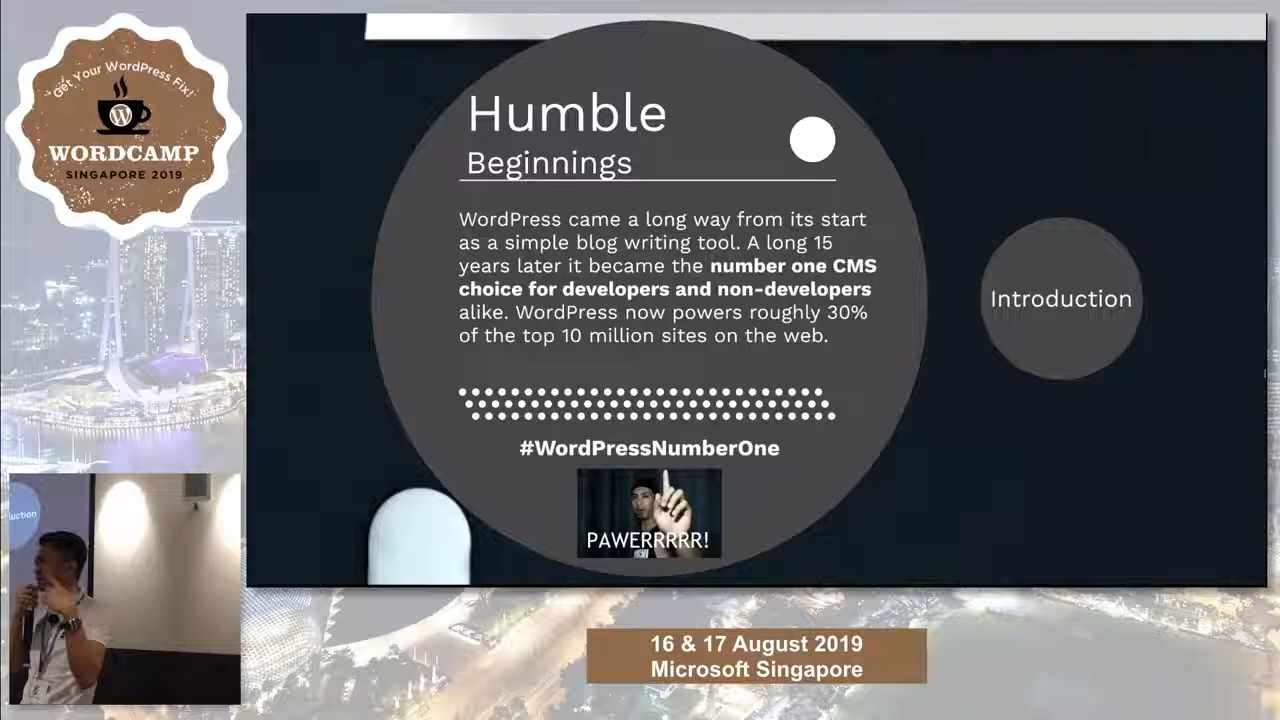 Get Your WordPress Fix!
WORDCAMP
SINGAPORE 2019
Humble
Beginnings
WordPress came a long way from its start
as a simple blog writing tool. A long 15
years later it became the number one CMS
choice for developers and non-developers
alike. WordPress now powers roughly 30%
of the top 10 million sites on the web.
#WordPressNumberOne
PAWERRRRR!
Introduction
uction
16 & 17 August 2019
Microsoft Singapore